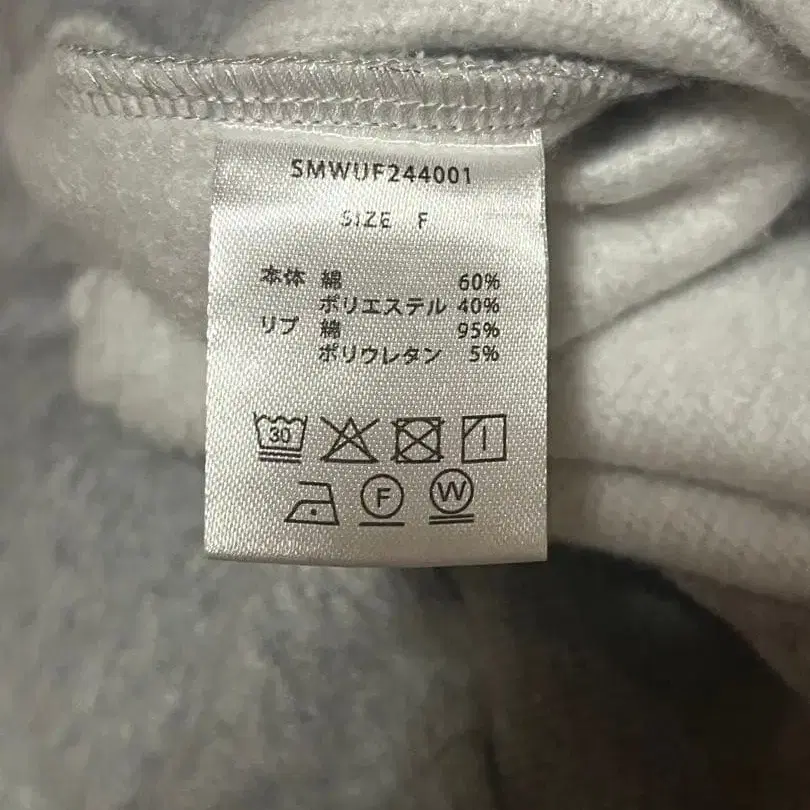 SMWUF244001
SIZE F
本体 綿 60%
ポリエステル 40%
リブ 綿 95%
ポリウレタン 5%
30
F W